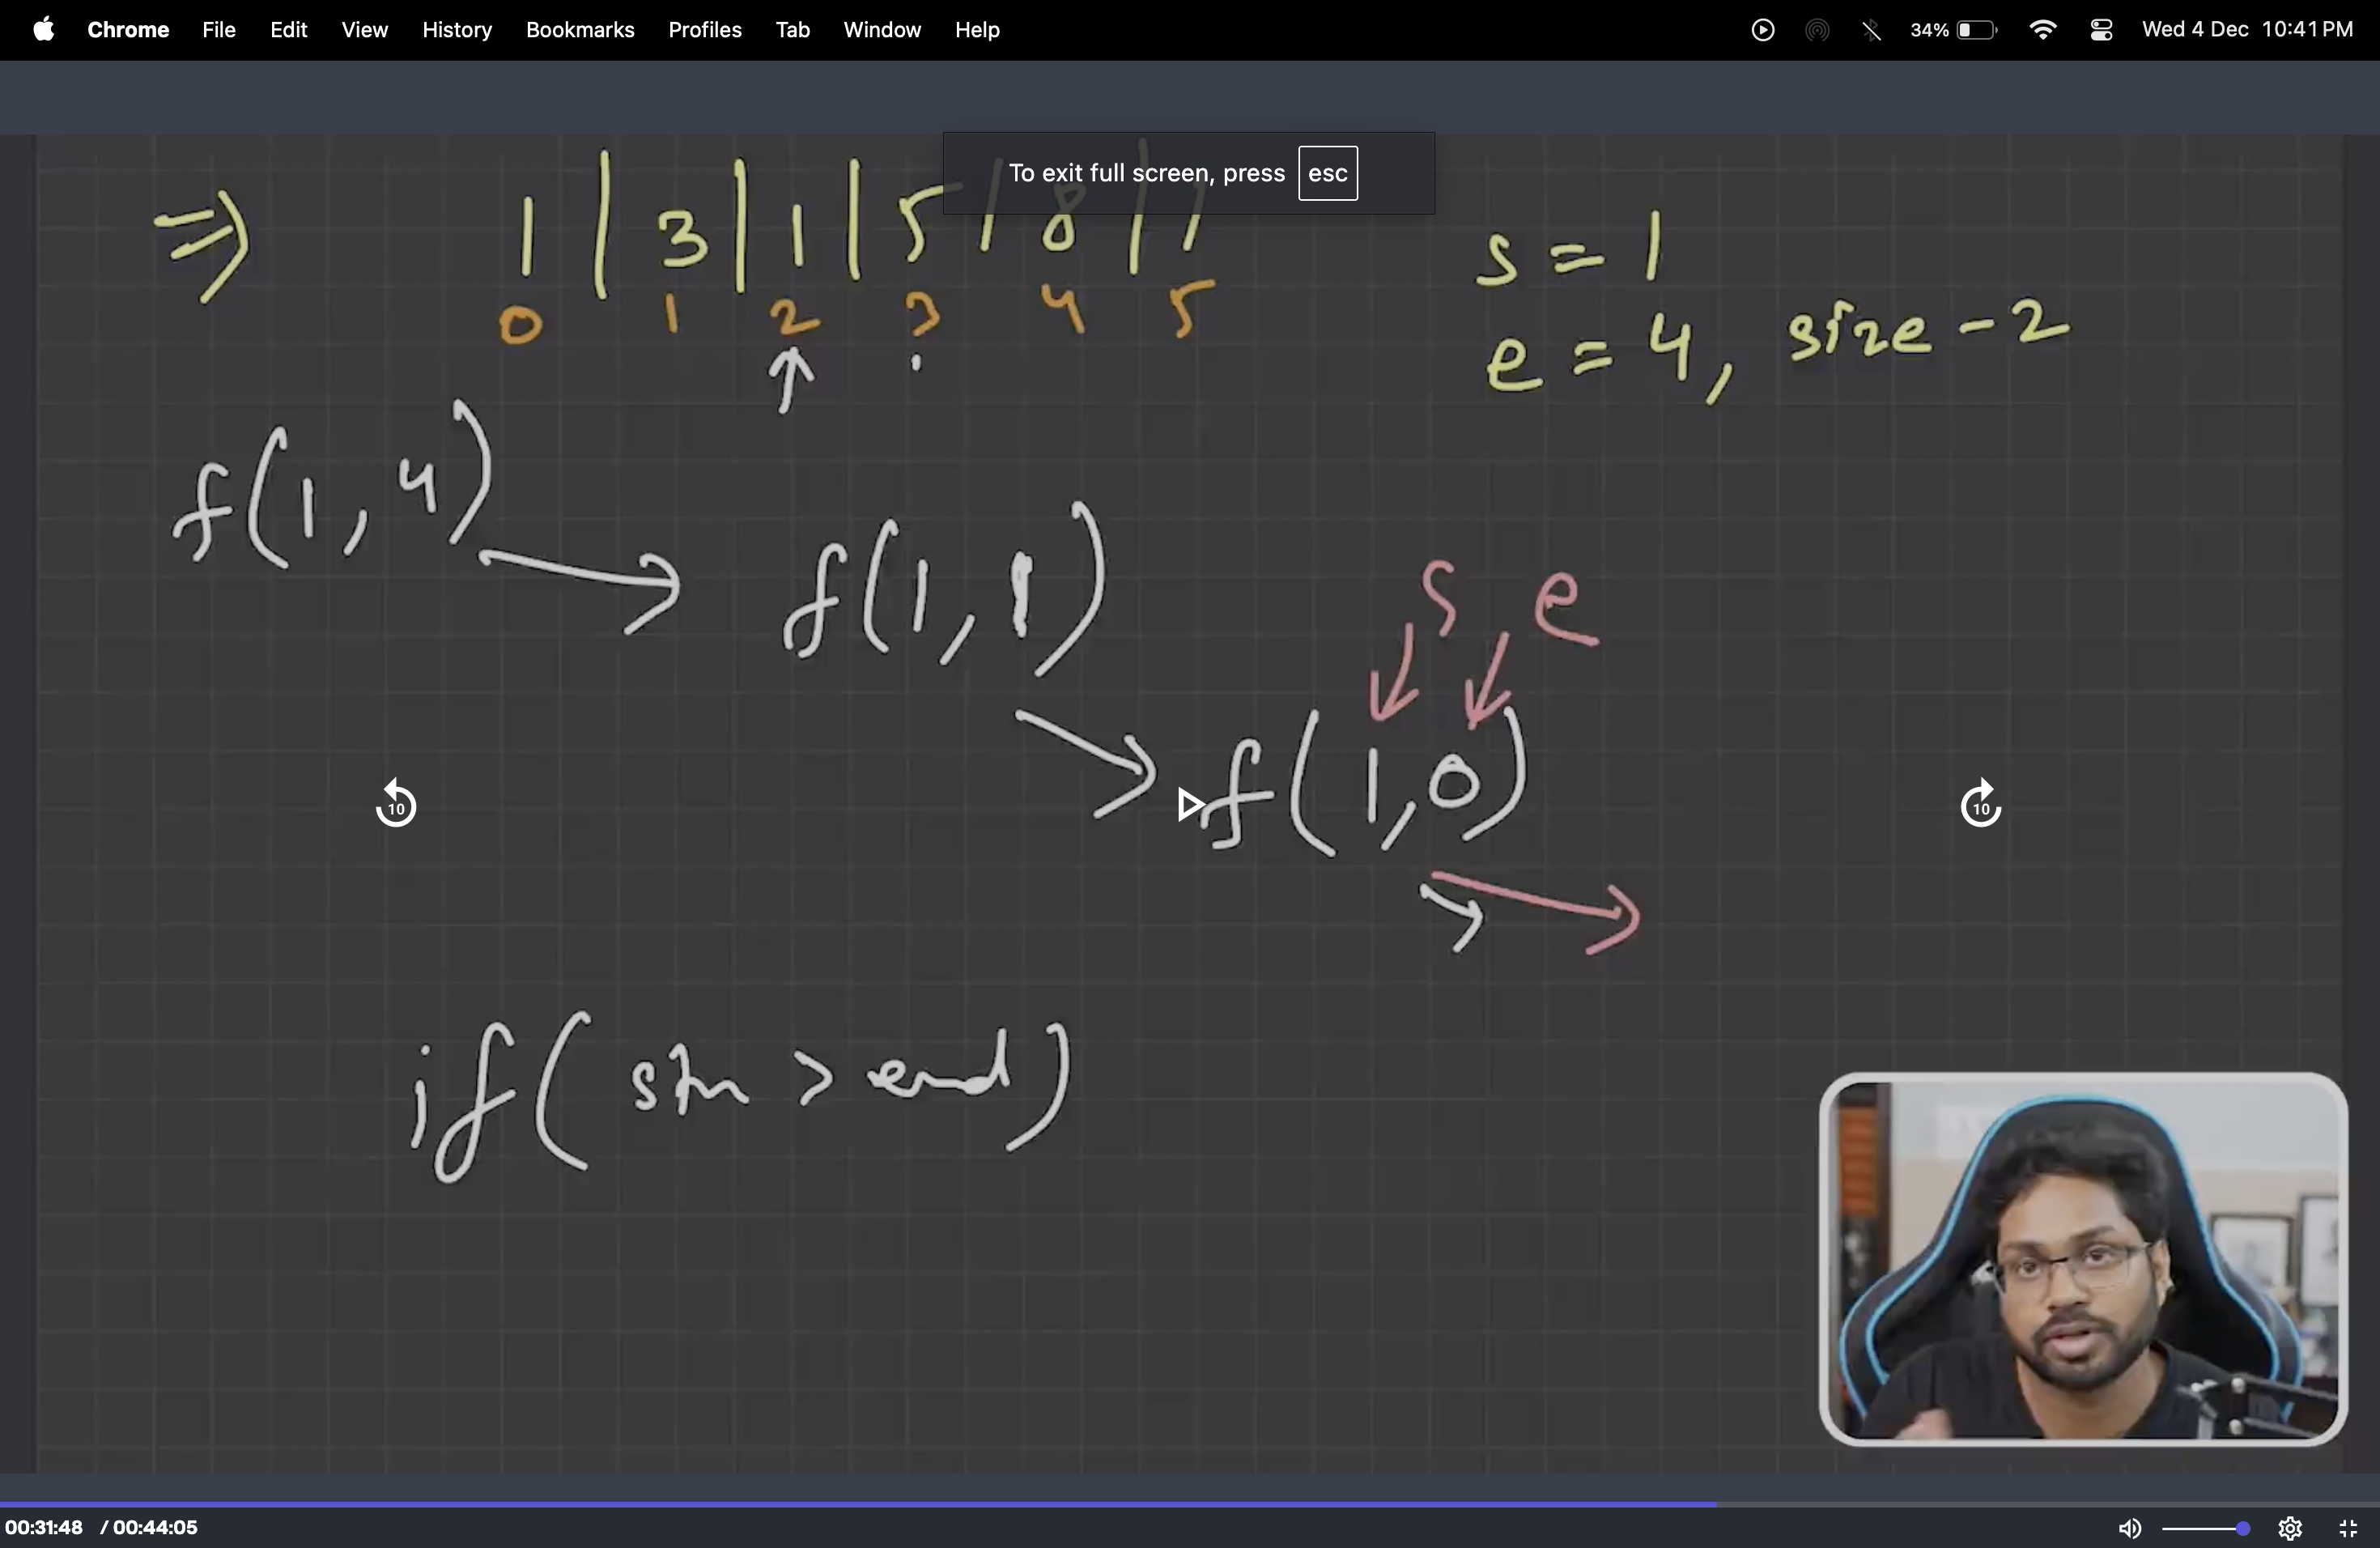 Chrome File Edit View History Bookmarks Profiles Tab Window Help 34% Wed 4 Dec 10:41 PM
To exit full screen, press esc
⇒ 1 | 3 | 1 | 5 | 8 | 1
0 1 2 3 4 5
s = 1
e = 4, size - 2
f(1, 4)
f(1, 1)
s e
f(1, 0)
10 10
if( > end)
00:31:48 / 00:44:05